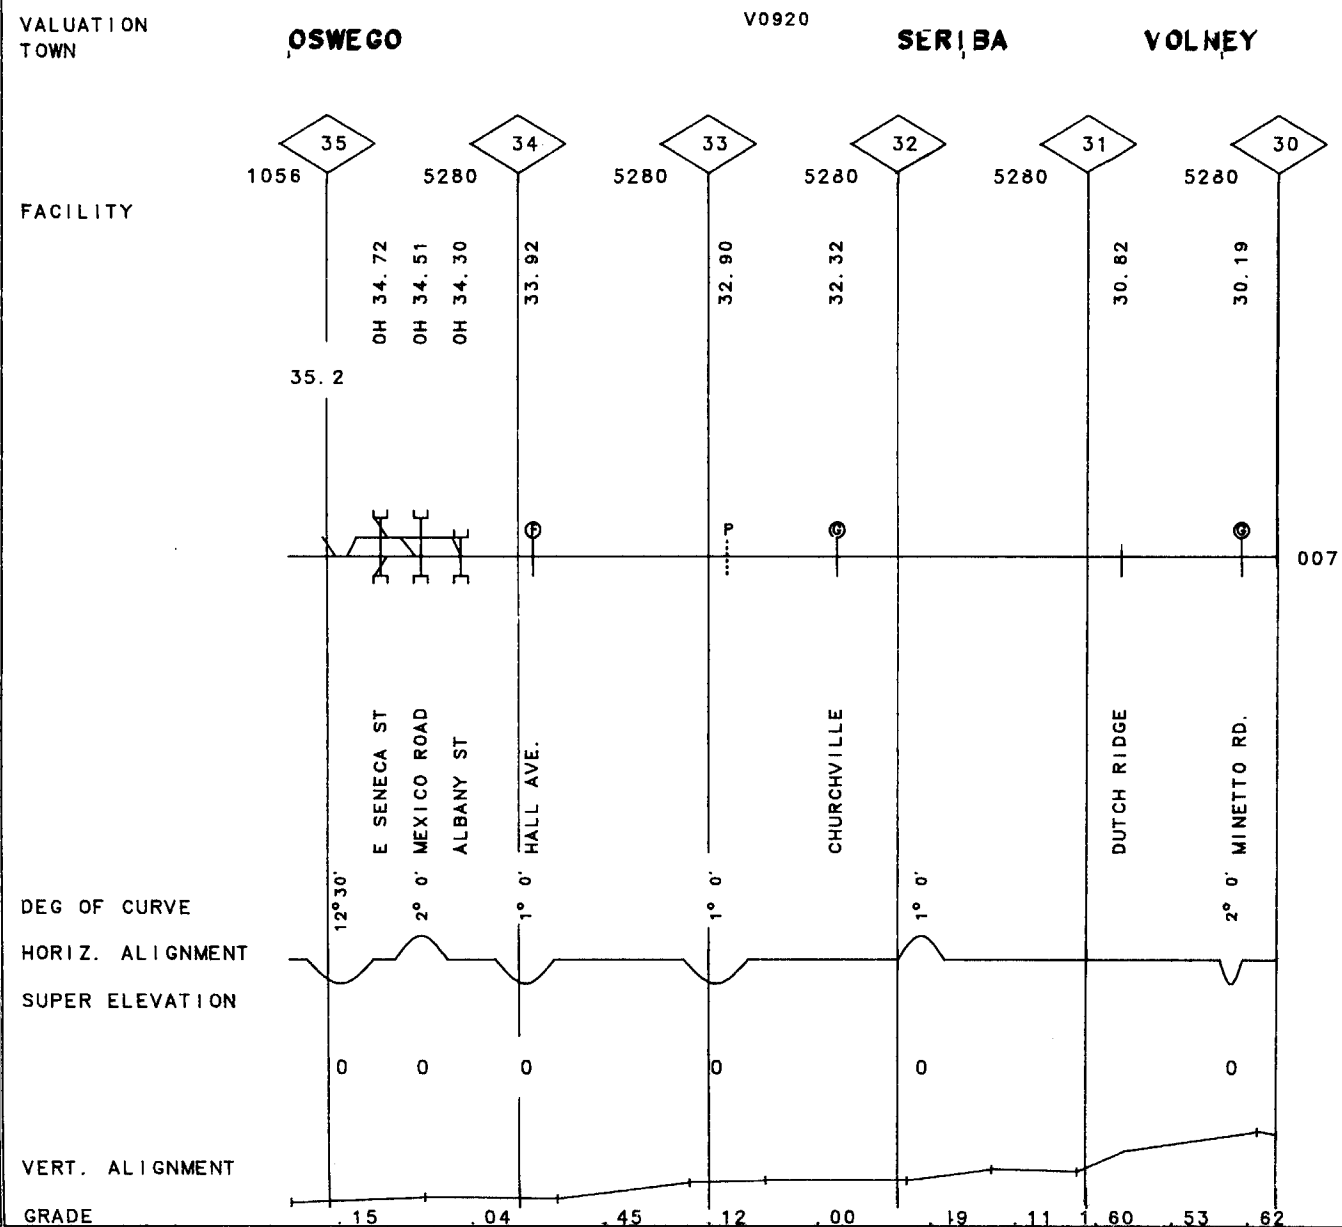 VALUATION V0920
TOWN OSWEGO SERIBA VOLNEY
35 34 33 32 31 30
1056 5280 5280 5280 5280 5280
FACILITY
OH 34.72
OH 34.51
OH 34.30
33.92
32.90
32.32
30.82
30.19
35.2
F P G G
007
E SENECA ST
MEXICO ROAD
ALBANY ST
HALL AVE.
CHURCHVILLE
DUTCH RIDGE
MINETTO RD.
DEG OF CURVE 12°30' 2° 0' 1° 0' 1° 0' 1° 0' 2° 0'
HORIZ. ALIGNMENT
SUPER ELEVATION
0 0 0 0 0 0
VERT. ALIGNMENT
GRADE .15 .04 .45 .12 .00 .19 .11 1.60 .53 .62